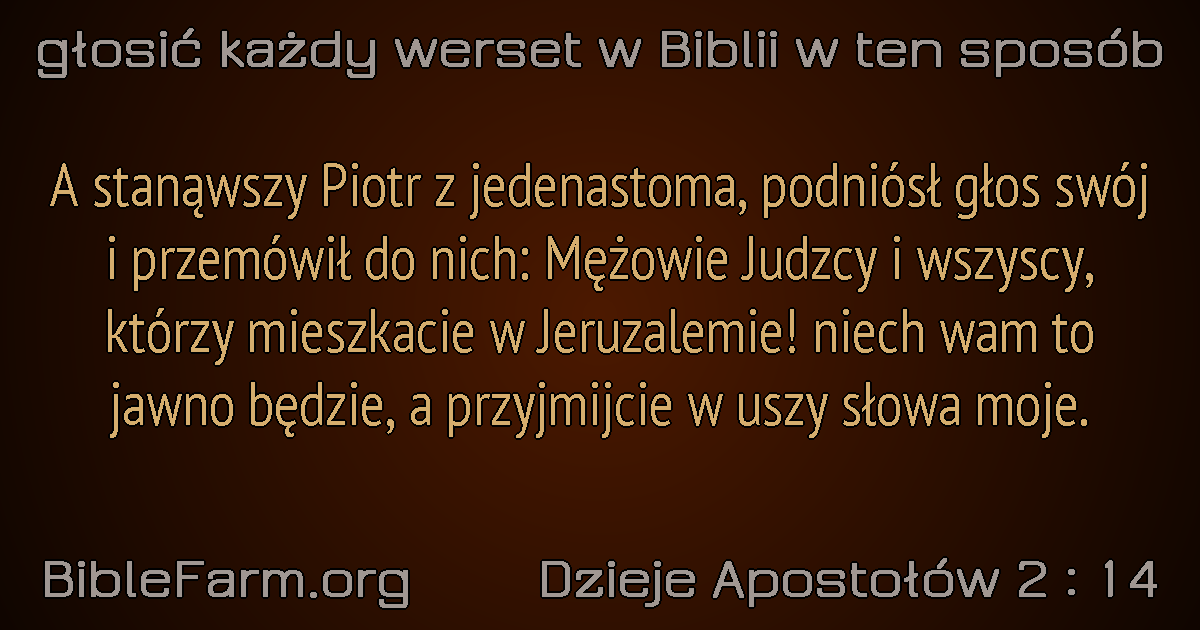 głosić każdy werset w Biblii w ten sposób
A stanąwszy Piotr z jedenastoma, podniósł głos swój
i przemówił do nich: Mężowie Judzcy i wszyscy,
którzy mieszkacie w Jeruzalemie! niech wam to
jawno będzie, a przyjmijcie w uszy słowa moje.
BibleFarm.org
Dzieje Apostołów 2 : 14